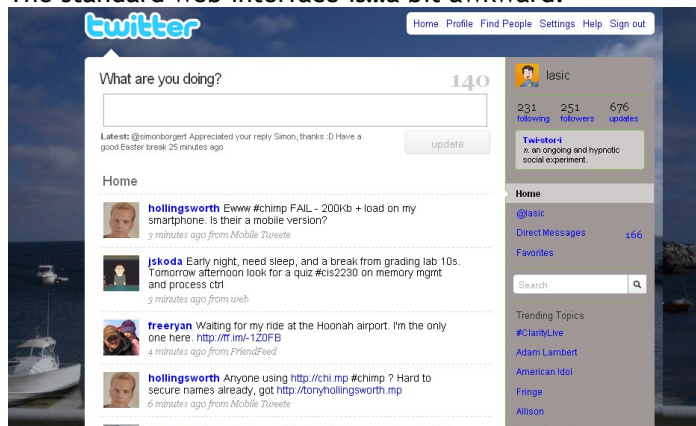 The standard web interface is...a bit awkward.
twitter
Home Profile Find People Settings Help Sign out
What are you doing?
140
Latest: @simonborgert Appreciated your reply Simon, thanks :D Have a
good Easter break 25 minutes ago
update
Home
hollingsworth Ewww #chimp FAIL - 200Kb + load on my
smartphone. Is their a mobile version?
3 minutes ago from Mobile Tweete
jskoda Early night, need sleep, and a break from grading lab 10s.
Tomorrow afternoon look for a quiz #cis2230 on memory mgmt
and process ctrl
3 minutes ago from web
freeryan Waiting for my ride at the Hoonah airport. I'm the only
one here. http://ff.im/-1Z0FB
4 minutes ago from FriendFeed
hollingsworth Anyone using http://chi.mp #chimp ? Hard to
secure names already, got http://tonyhollingsworth.mp
6 minutes ago from Mobile Tweete
lasic
231 251 676
following followers updates
Twi·stor·i
n. an ongoing and hypnotic
social experiment.
Home
@lasic
Direct Messages 166
Favorites
Search
Trending Topics
#ClarityLive
Adam Lambert
American Idol
Fringe
Allison